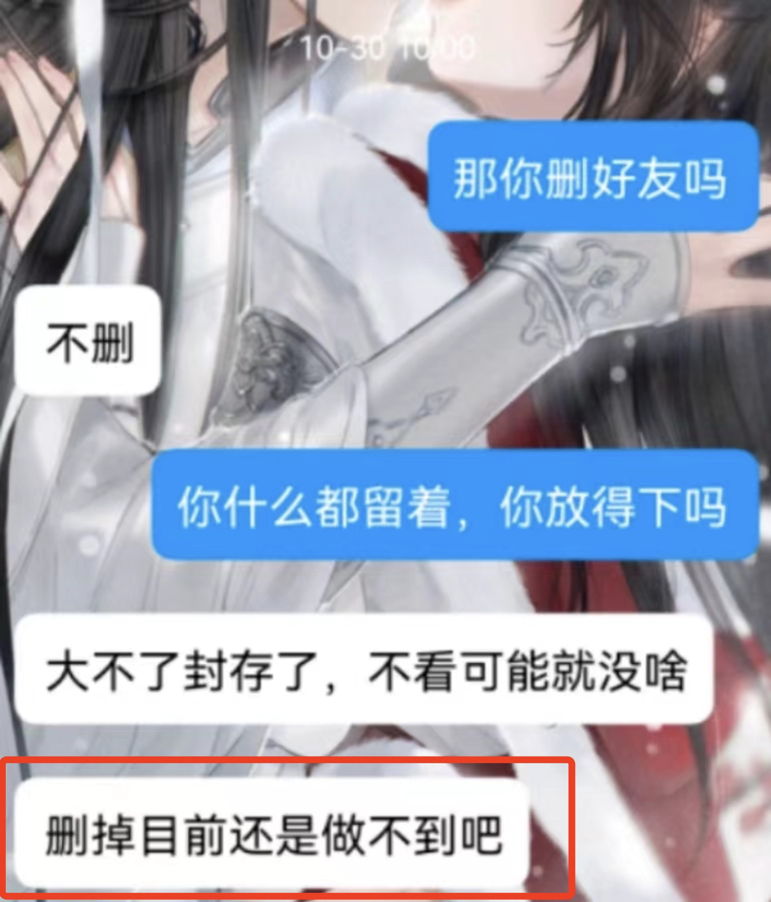 10-30 10:00
那你删好友吗
不删
你什么都留着，你放得下吗
大不了封存了，不看可能就没啥
删掉目前还是做不到吧